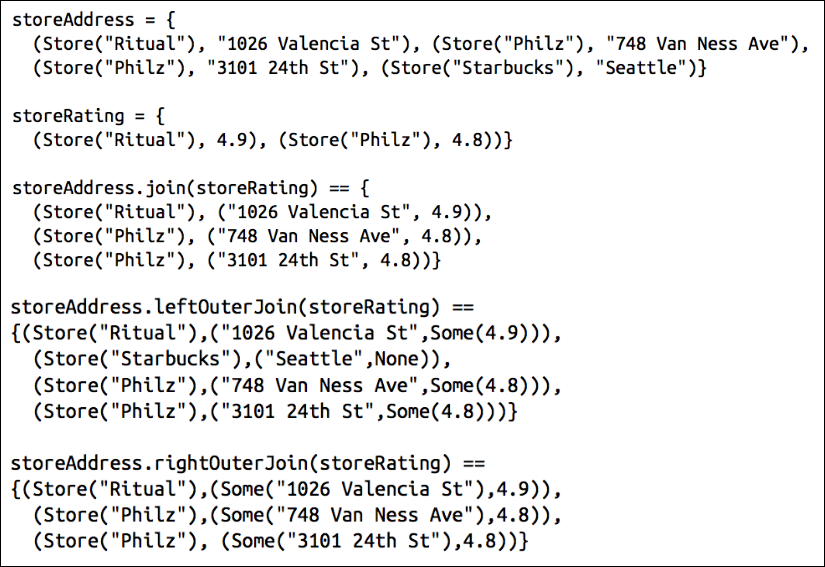 storeAddress = {
(Store("Ritual"), "1026 Valencia St"), (Store("Philz"), "748 Van Ness Ave"),
(Store("Philz"), "3101 24th St"), (Store("Starbucks"), "Seattle")}
storeRating = {
(Store("Ritual"), 4.9), (Store("Philz"), 4.8))}
storeAddress.join(storeRating) == {
(Store("Ritual"), ("1026 Valencia St", 4.9)),
(Store("Philz"), ("748 Van Ness Ave", 4.8)),
(Store("Philz"), ("3101 24th St", 4.8))}
storeAddress.leftOuterJoin(storeRating) ==
{(Store("Ritual"),("1026 Valencia St",Some(4.9))),
(Store("Starbucks"),("Seattle",None)),
(Store("Philz"),("748 Van Ness Ave",Some(4.8))),
(Store("Philz"),("3101 24th St",Some(4.8)))}
storeAddress.rightOuterJoin(storeRating) ==
{(Store("Ritual"),(Some("1026 Valencia St"),4.9)),
(Store("Philz"),(Some("748 Van Ness Ave"),4.8)),
(Store("Philz"), (Some("3101 24th St"),4.8))}